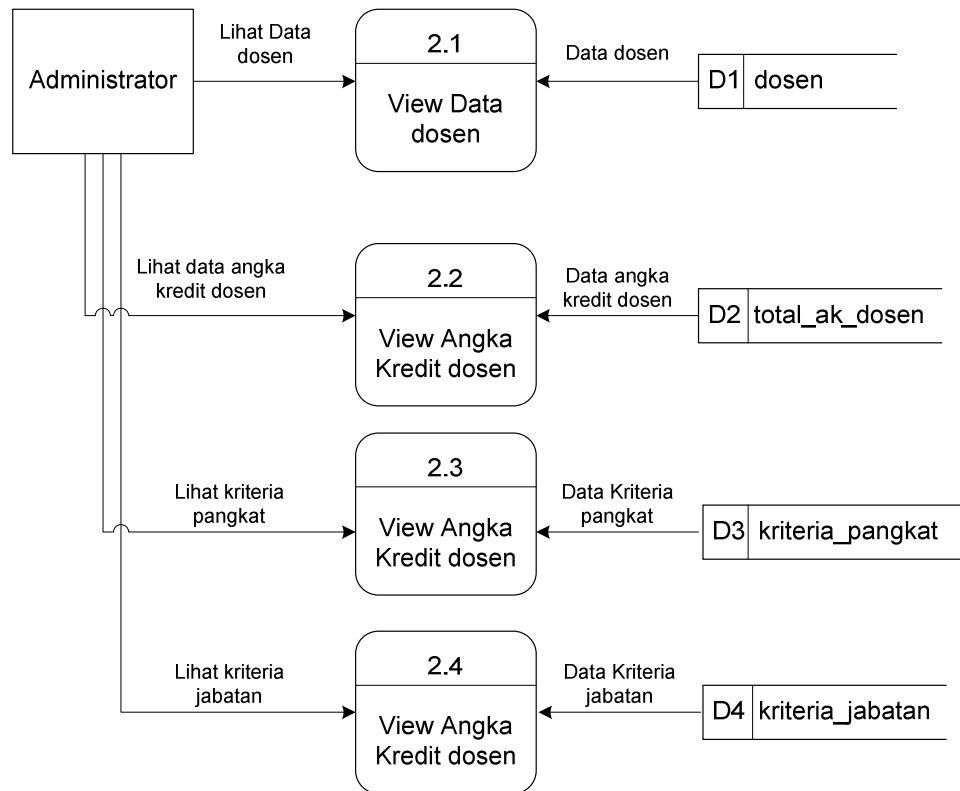 Administrator
Lihat Data
dosen
2.1
View Data
dosen
Data dosen
D1 dosen
Lihat data angka
kredit dosen
2.2
View Angka
Kredit dosen
Data angka
kredit dosen
D2 total_ak_dosen
Lihat kriteria
pangkat
2.3
View Angka
Kredit dosen
Data Kriteria
pangkat
D3 kriteria_pangkat
Lihat kriteria
jabatan
2.4
View Angka
Kredit dosen
Data Kriteria
jabatan
D4 kriteria_jabatan